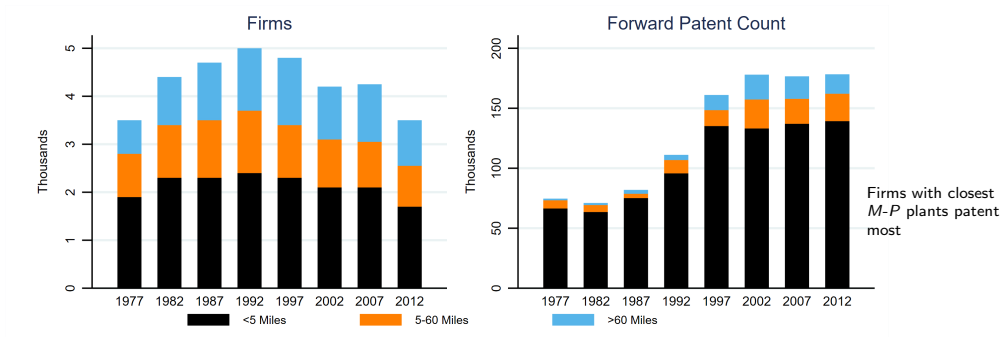 Firms
Forward Patent Count
Thousands
5
4
3
2
1
0
1977 1982 1987 1992 1997 2002 2007 2012
Thousands
200
150
100
50
0
1977 1982 1987 1992 1997 2002 2007 2012
Firms with closest
M-P plants patent
most
<5 Miles
5-60 Miles
>60 Miles